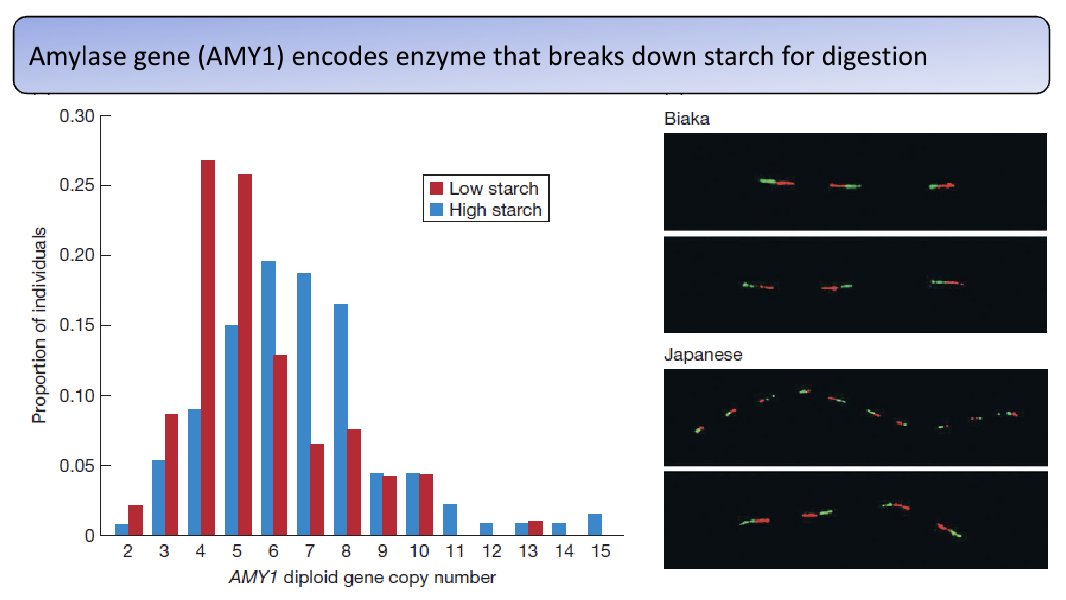 Amylase gene (AMY1) encodes enzyme that breaks down starch for digestion
0.30
0.25
0.20
0.15
0.10
0.05
0
Proportion of individuals
Low starch
High starch
2 3 4 5 6 7 8 9 10 11 12 13 14 15
AMY1 diploid gene copy number
Biaka
Japanese